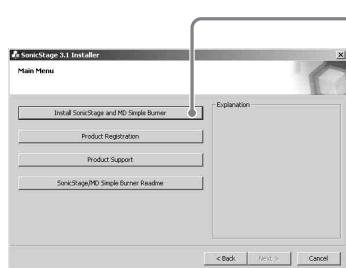 SonicStage 3.1 Installer
Main Menu
Install SonicStage and MD Simple Burner
Product Registration
Product Support
SonicStage/MD Simple Burner Readme
Explanation
< Back
Next >
Cancel